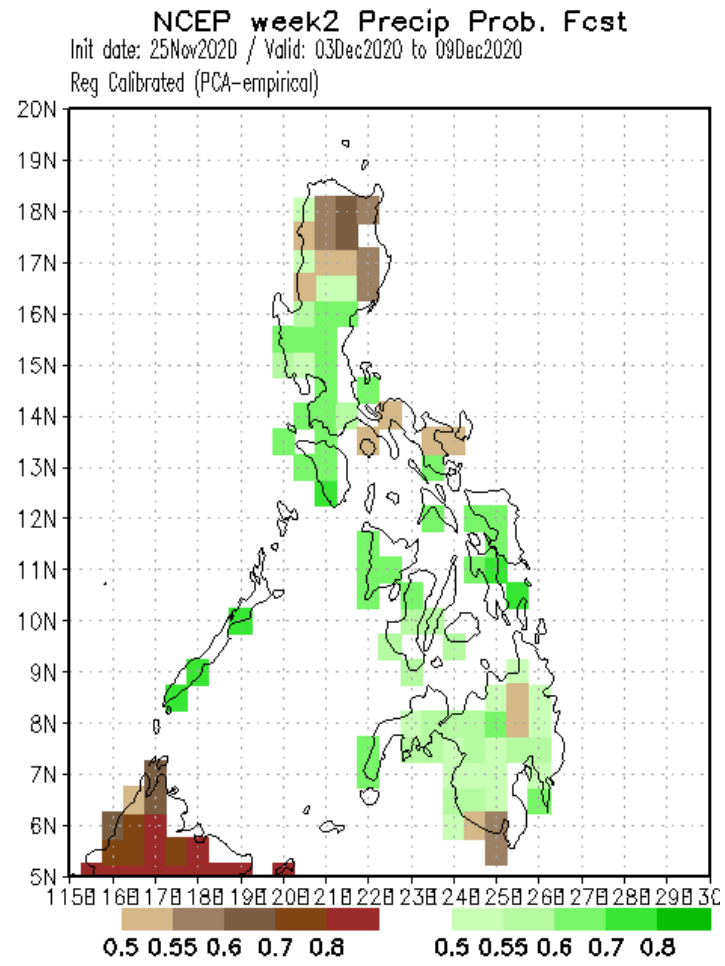 NCEP week2 Precip Prob. Fcst
Init date: 25Nov2020 / Valid: 03Dec2020 to 09Dec2020
Reg Calibrated (PCA-empirical)
20N
19N
18N
17N
16N
15N
14N
13N
12N
11N
10N
9N
8N
7N
6N
5N
115E 116E 117E 118E 119E 120E 121E 122E 123E 124E 125E 126E 127E 128E 129E 130
0.5 0.55 0.6 0.7 0.8 0.5 0.55 0.6 0.7 0.8